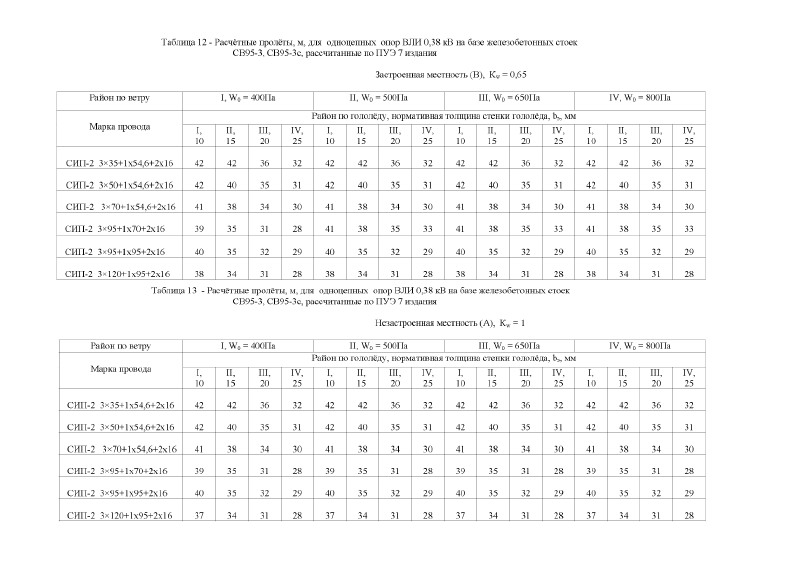 Таблица 12 - Расчётные пролёты, м, для одноцепных опор ВЛИ 0,38 кВ на базе железобетонных стоек
СВ95-3, СВ95-3с, рассчитанные по ПУЭ 7 издания
Застроенная местность (В), Kw = 0,65
Район по ветру I, W0 = 400Па II, W0 = 500Па III, W0 = 650Па IV, W0 = 800Па
Марка провода Район по гололёду, нормативная толщина стенки гололёда, bэ, мм
I, II, III, IV, I, II, III, IV, I, II, III, IV, I, II, III, IV,
10 15 20 25 10 15 20 25 10 15 20 25 10 15 20 25
СИП-2 3×35+1х54,6+2х16 42 42 36 32 42 42 36 32 42 42 36 32 42 42 36 32
СИП-2 3×50+1х54,6+2х16 42 40 35 31 42 40 35 31 42 40 35 31 42 40 35 31
СИП-2 3×70+1х54,6+2х16 41 38 34 30 41 38 34 30 41 38 34 30 41 38 34 30
СИП-2 3×95+1х70+2х16 39 35 31 28 41 38 35 33 41 38 35 33 41 38 35 33
СИП-2 3×95+1х95+2х16 40 35 32 29 40 35 32 29 40 35 32 29 40 35 32 29
СИП-2 3×120+1х95+2х16 38 34 31 28 38 34 31 28 38 34 31 28 38 34 31 28
Таблица 13 - Расчётные пролёты, м, для одноцепных опор ВЛИ 0,38 кВ на базе железобетонных стоек
СВ95-3, СВ95-3с, рассчитанные по ПУЭ 7 издания
Незастроенная местность (А), Kw = 1
Район по ветру I, W0 = 400Па II, W0 = 500Па III, W0 = 650Па IV, W0 = 800Па
Марка провода Район по гололёду, нормативная толщина стенки гололёда, bэ, мм
I, II, III, IV, I, II, III, IV, I, II, III, IV, I, II, III, IV,
10 15 20 25 10 15 20 25 10 15 20 25 10 15 20 25
СИП-2 3×35+1х54,6+2х16 42 42 36 32 42 42 36 32 42 42 36 32 42 42 36 32
СИП-2 3×50+1х54,6+2х16 42 40 35 31 42 40 35 31 42 40 35 31 42 40 35 31
СИП-2 3×70+1х54,6+2х16 41 38 34 30 41 38 34 30 41 38 34 30 41 38 34 30
СИП-2 3×95+1х70+2х16 39 35 31 28 39 35 31 28 39 35 31 28 39 35 31 28
СИП-2 3×95+1х95+2х16 40 35 32 29 40 35 32 29 40 35 32 29 40 35 32 29
СИП-2 3×120+1х95+2х16 37 34 31 28 37 34 31 28 37 34 31 28 37 34 31 28